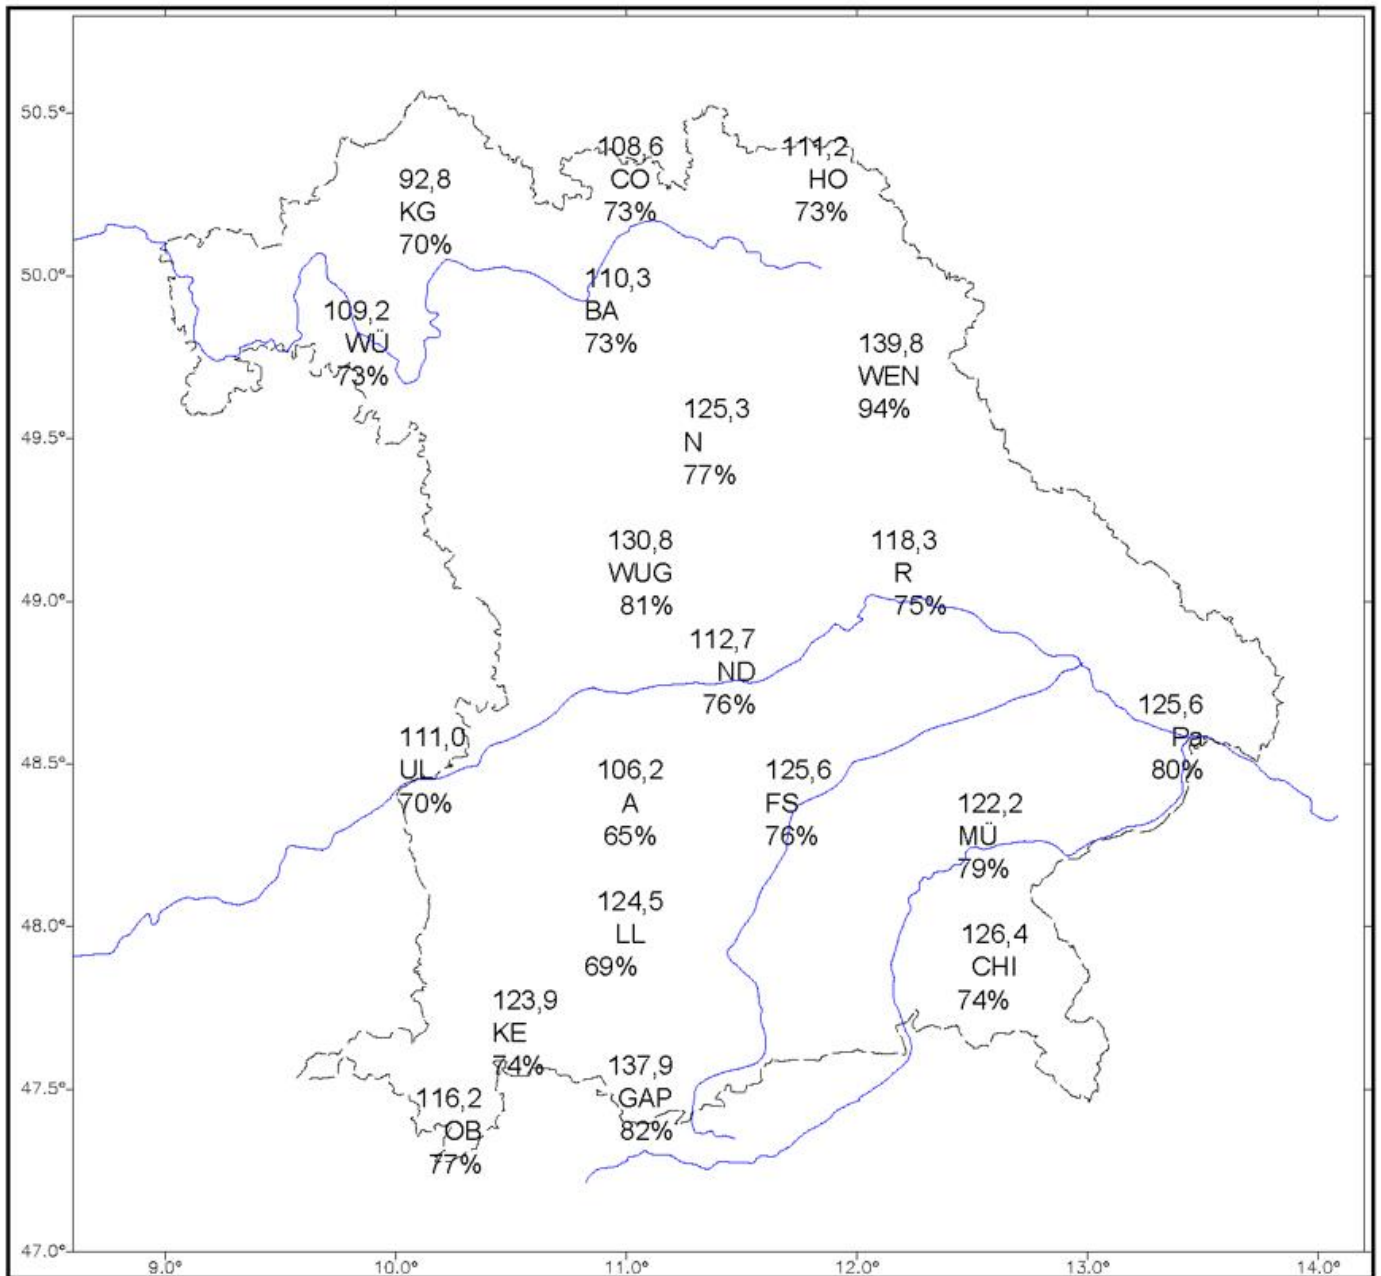 50.5°
108,6
CO
73%
111,2
HO
73%
92,8
KG
70%
50.0°
110,3
BA
73%
109,2
WÜ
73%
139,8
WEN
94%
49.5°
125,3
N
77%
130,8
WUG
81%
118,3
R
75%
49.0°
112,7
ND
76%
125,6
Pa
80%
111,0
UL
70%
48.5°
106,2
A
65%
125,6
FS
76%
122,2
MÜ
79%
124,5
LL
69%
48.0°
126,4
CHI
74%
123,9
KE
74%
137,9
GAP
82%
47.5°
116,2
OB
77%
47.0°
9.0° 10.0° 11.0° 12.0° 13.0° 14.0°